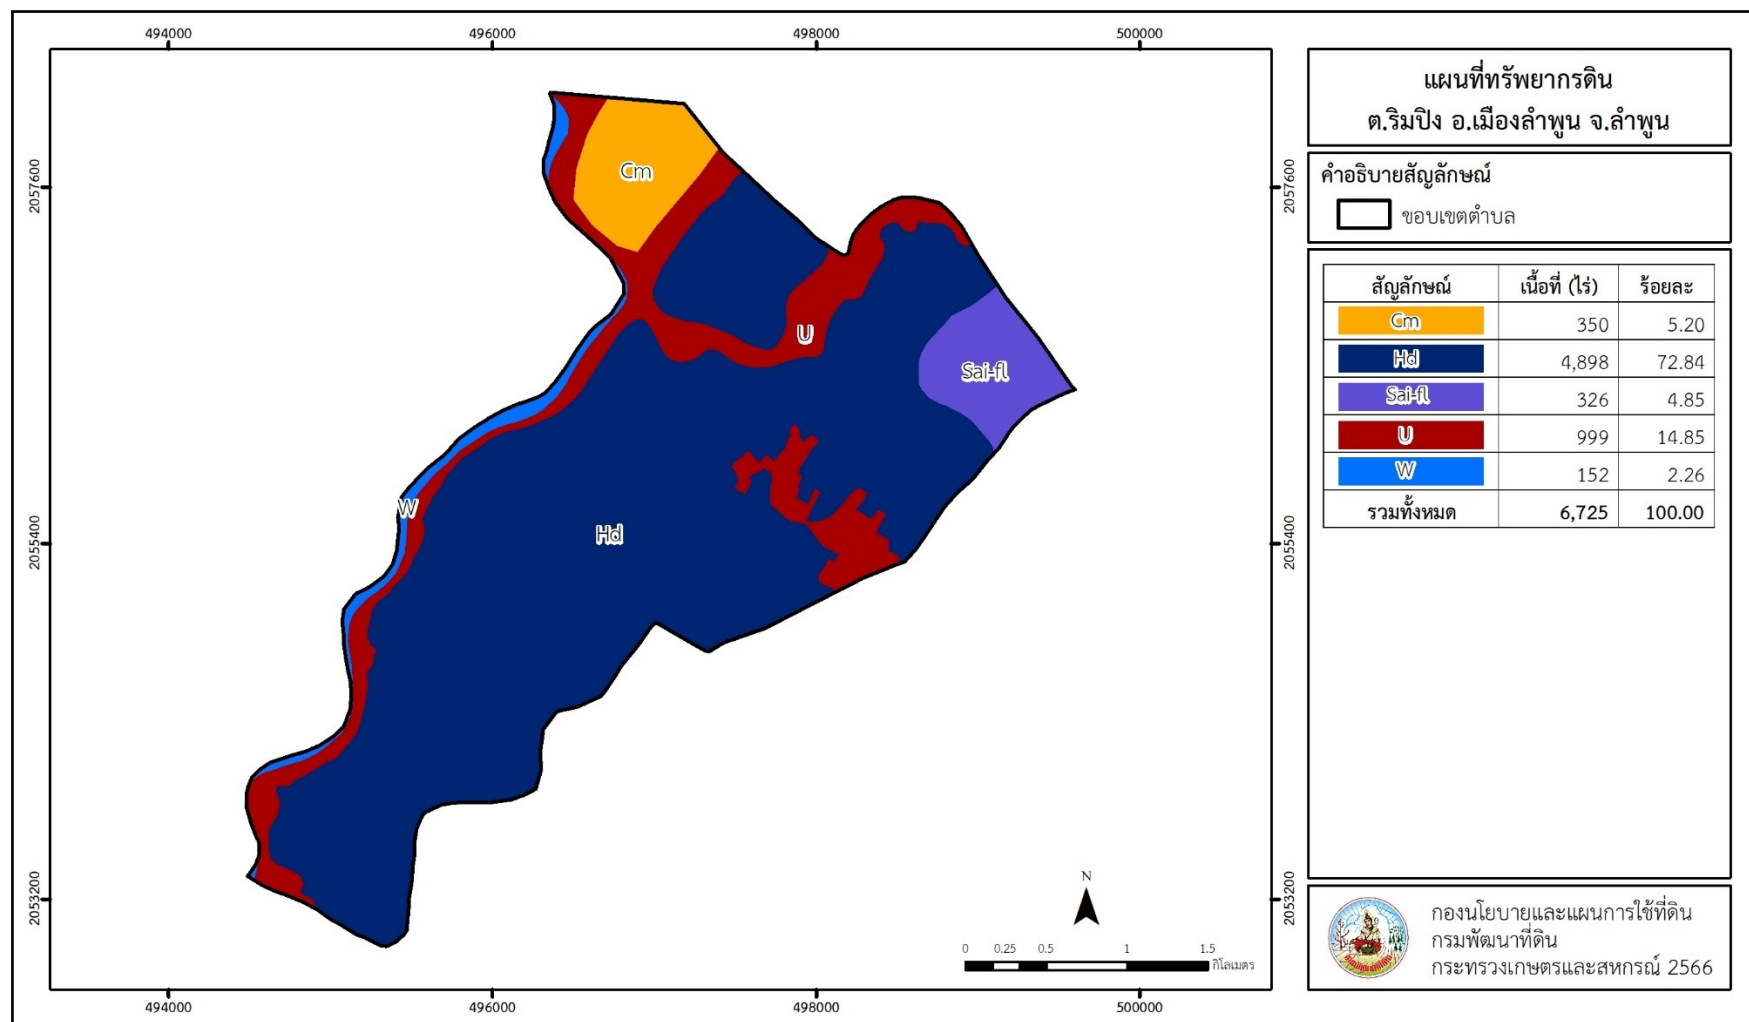 494000 496000 498000 500000
2057600 2057600
2055400 2055400
2053200 2053200
494000 496000 498000 500000
Cm
U
Sai-fl
W
Hd
N
0 0.25 0.5 1 1.5
กิโลเมตร
แผนที่ทรัพยากรดิน
ต.ริมปิง อ.เมืองลำพูน จ.ลำพูน
คำอธิบายสัญลักษณ์
ขอบเขตตำบล
สัญลักษณ์ เนื้อที่ (ไร่) ร้อยละ
Cm 350 5.20
Hd 4,898 72.84
Sai-fl 326 4.85
U 999 14.85
W 152 2.26
รวมทั้งหมด 6,725 100.00
กองนโยบายและแผนการใช้ที่ดิน
กรมพัฒนาที่ดิน
กระทรวงเกษตรและสหกรณ์ 2566